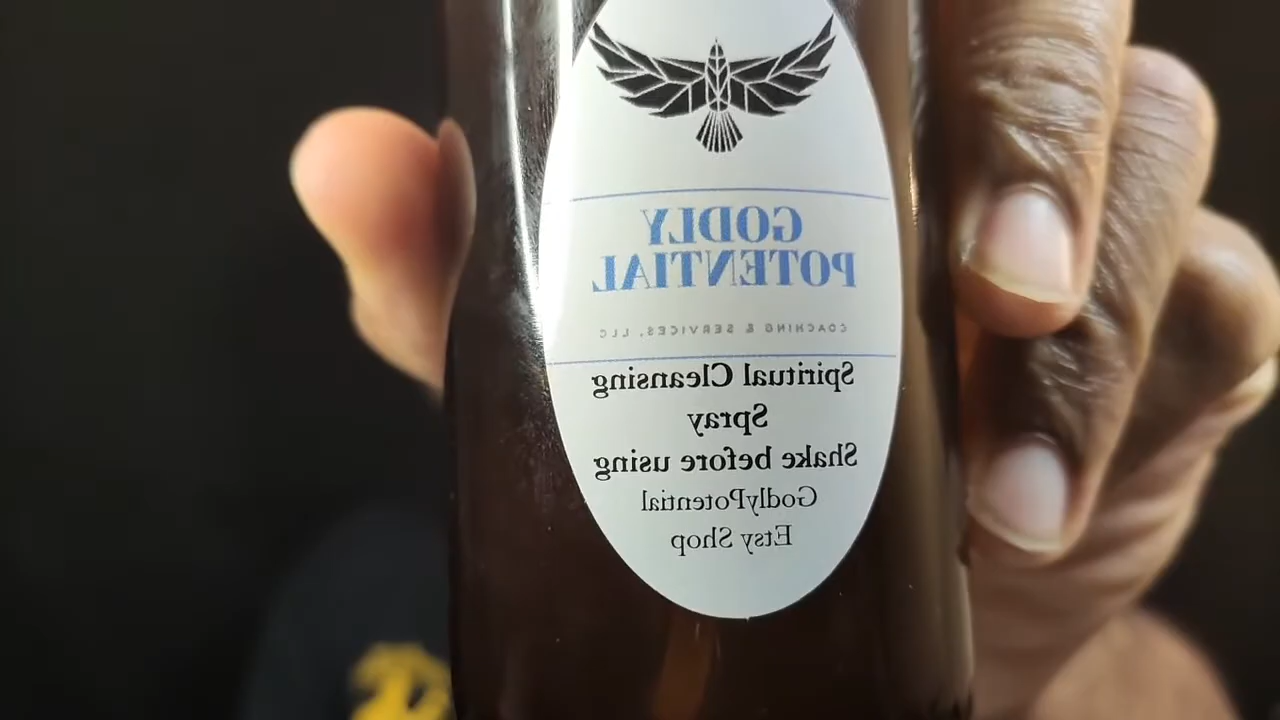 GODLY
POTENTIAL
COACHING & SERVICES, LLC
Spiritual Cleansing
Spray
Shake before using
GodlyPotential
Etsy Shop